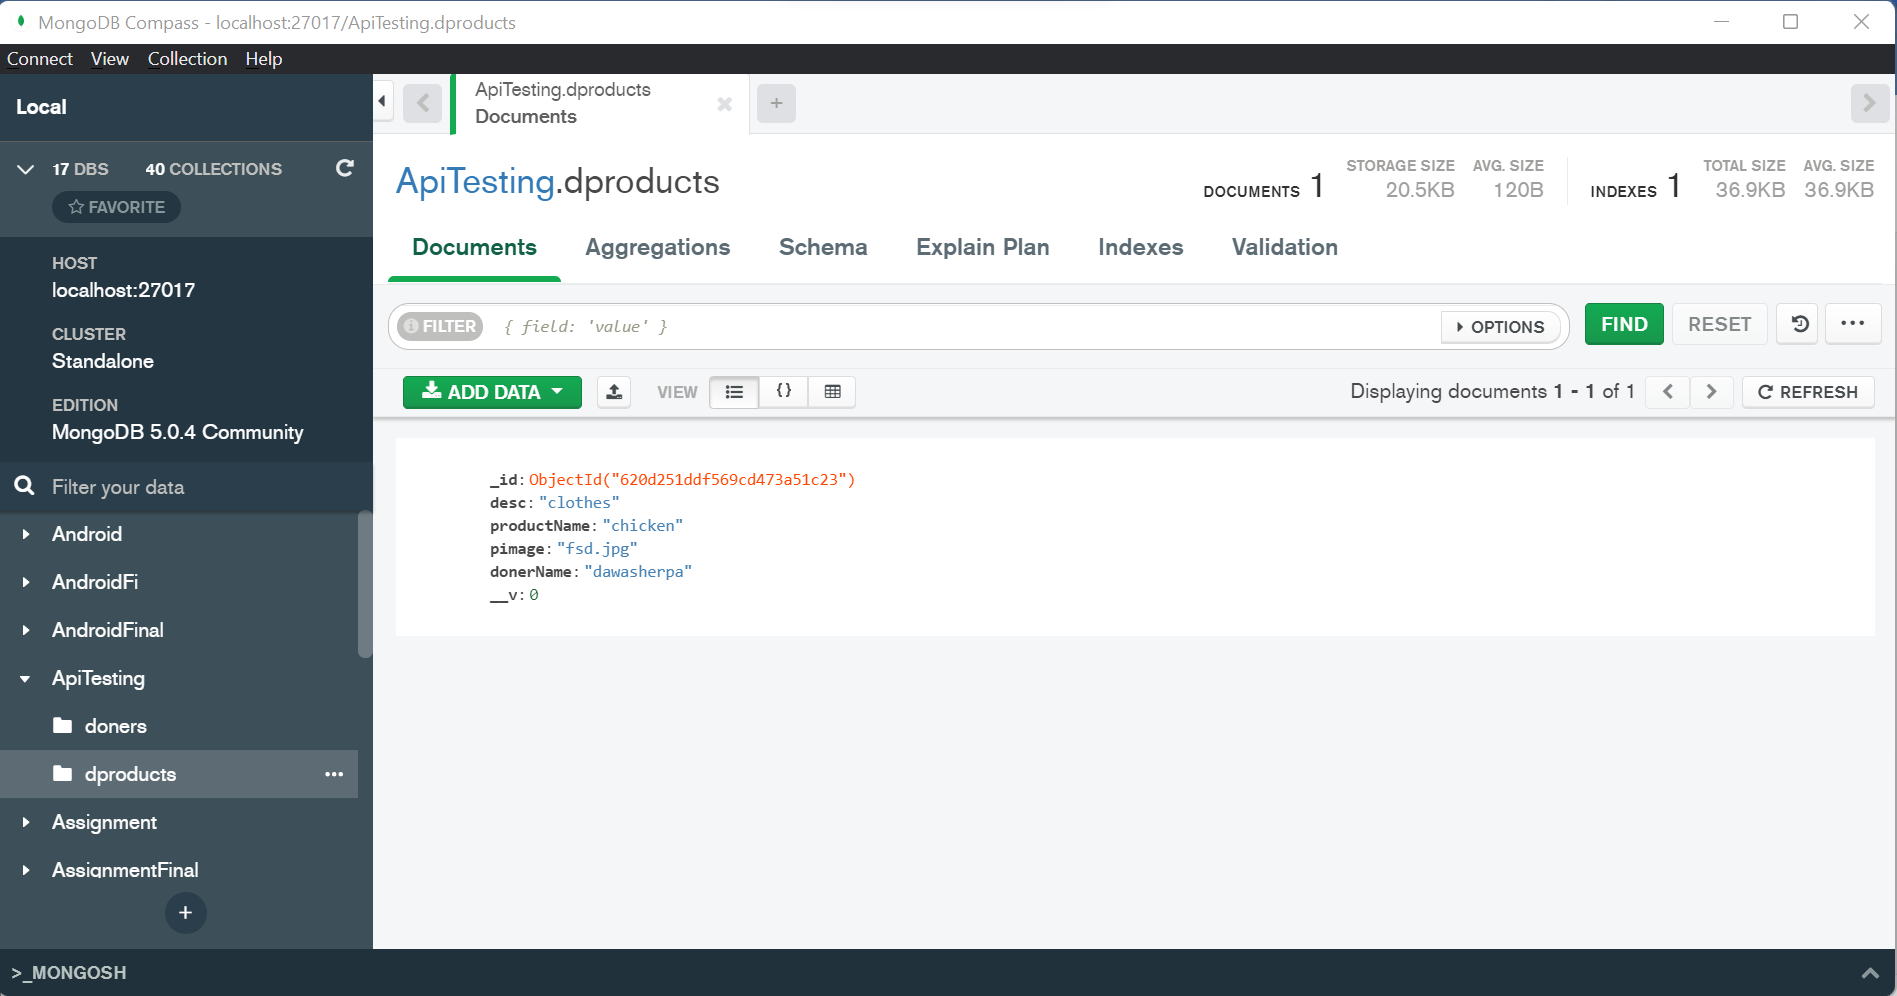 MongoDB Compass - localhost:27017/ApiTesting.dproducts
Connect View Collection Help
Local
17 DBS 40 COLLECTIONS
FAVORITE
HOST
localhost:27017
CLUSTER
Standalone
EDITION
MongoDB 5.0.4 Community
Filter your data
Android
AndroidFi
AndroidFinal
ApiTesting
doners
dproducts
Assignment
AssignmentFinal
ApiTesting.dproducts
Documents
ApiTesting.dproducts
DOCUMENTS 1
STORAGE SIZE
20.5KB
AVG. SIZE
120B
INDEXES 1
TOTAL SIZE
36.9KB
AVG. SIZE
36.9KB
Documents Aggregations Schema Explain Plan Indexes Validation
FILTER { field: 'value' } OPTIONS FIND RESET
ADD DATA VIEW {} Displaying documents 1 - 1 of 1 REFRESH
_id: ObjectId("620d251ddf569cd473a51c23")
desc: "clothes"
productName: "chicken"
pimage: "fsd.jpg"
donerName: "dawasherpa"
__v: 0
>_MONGOSH